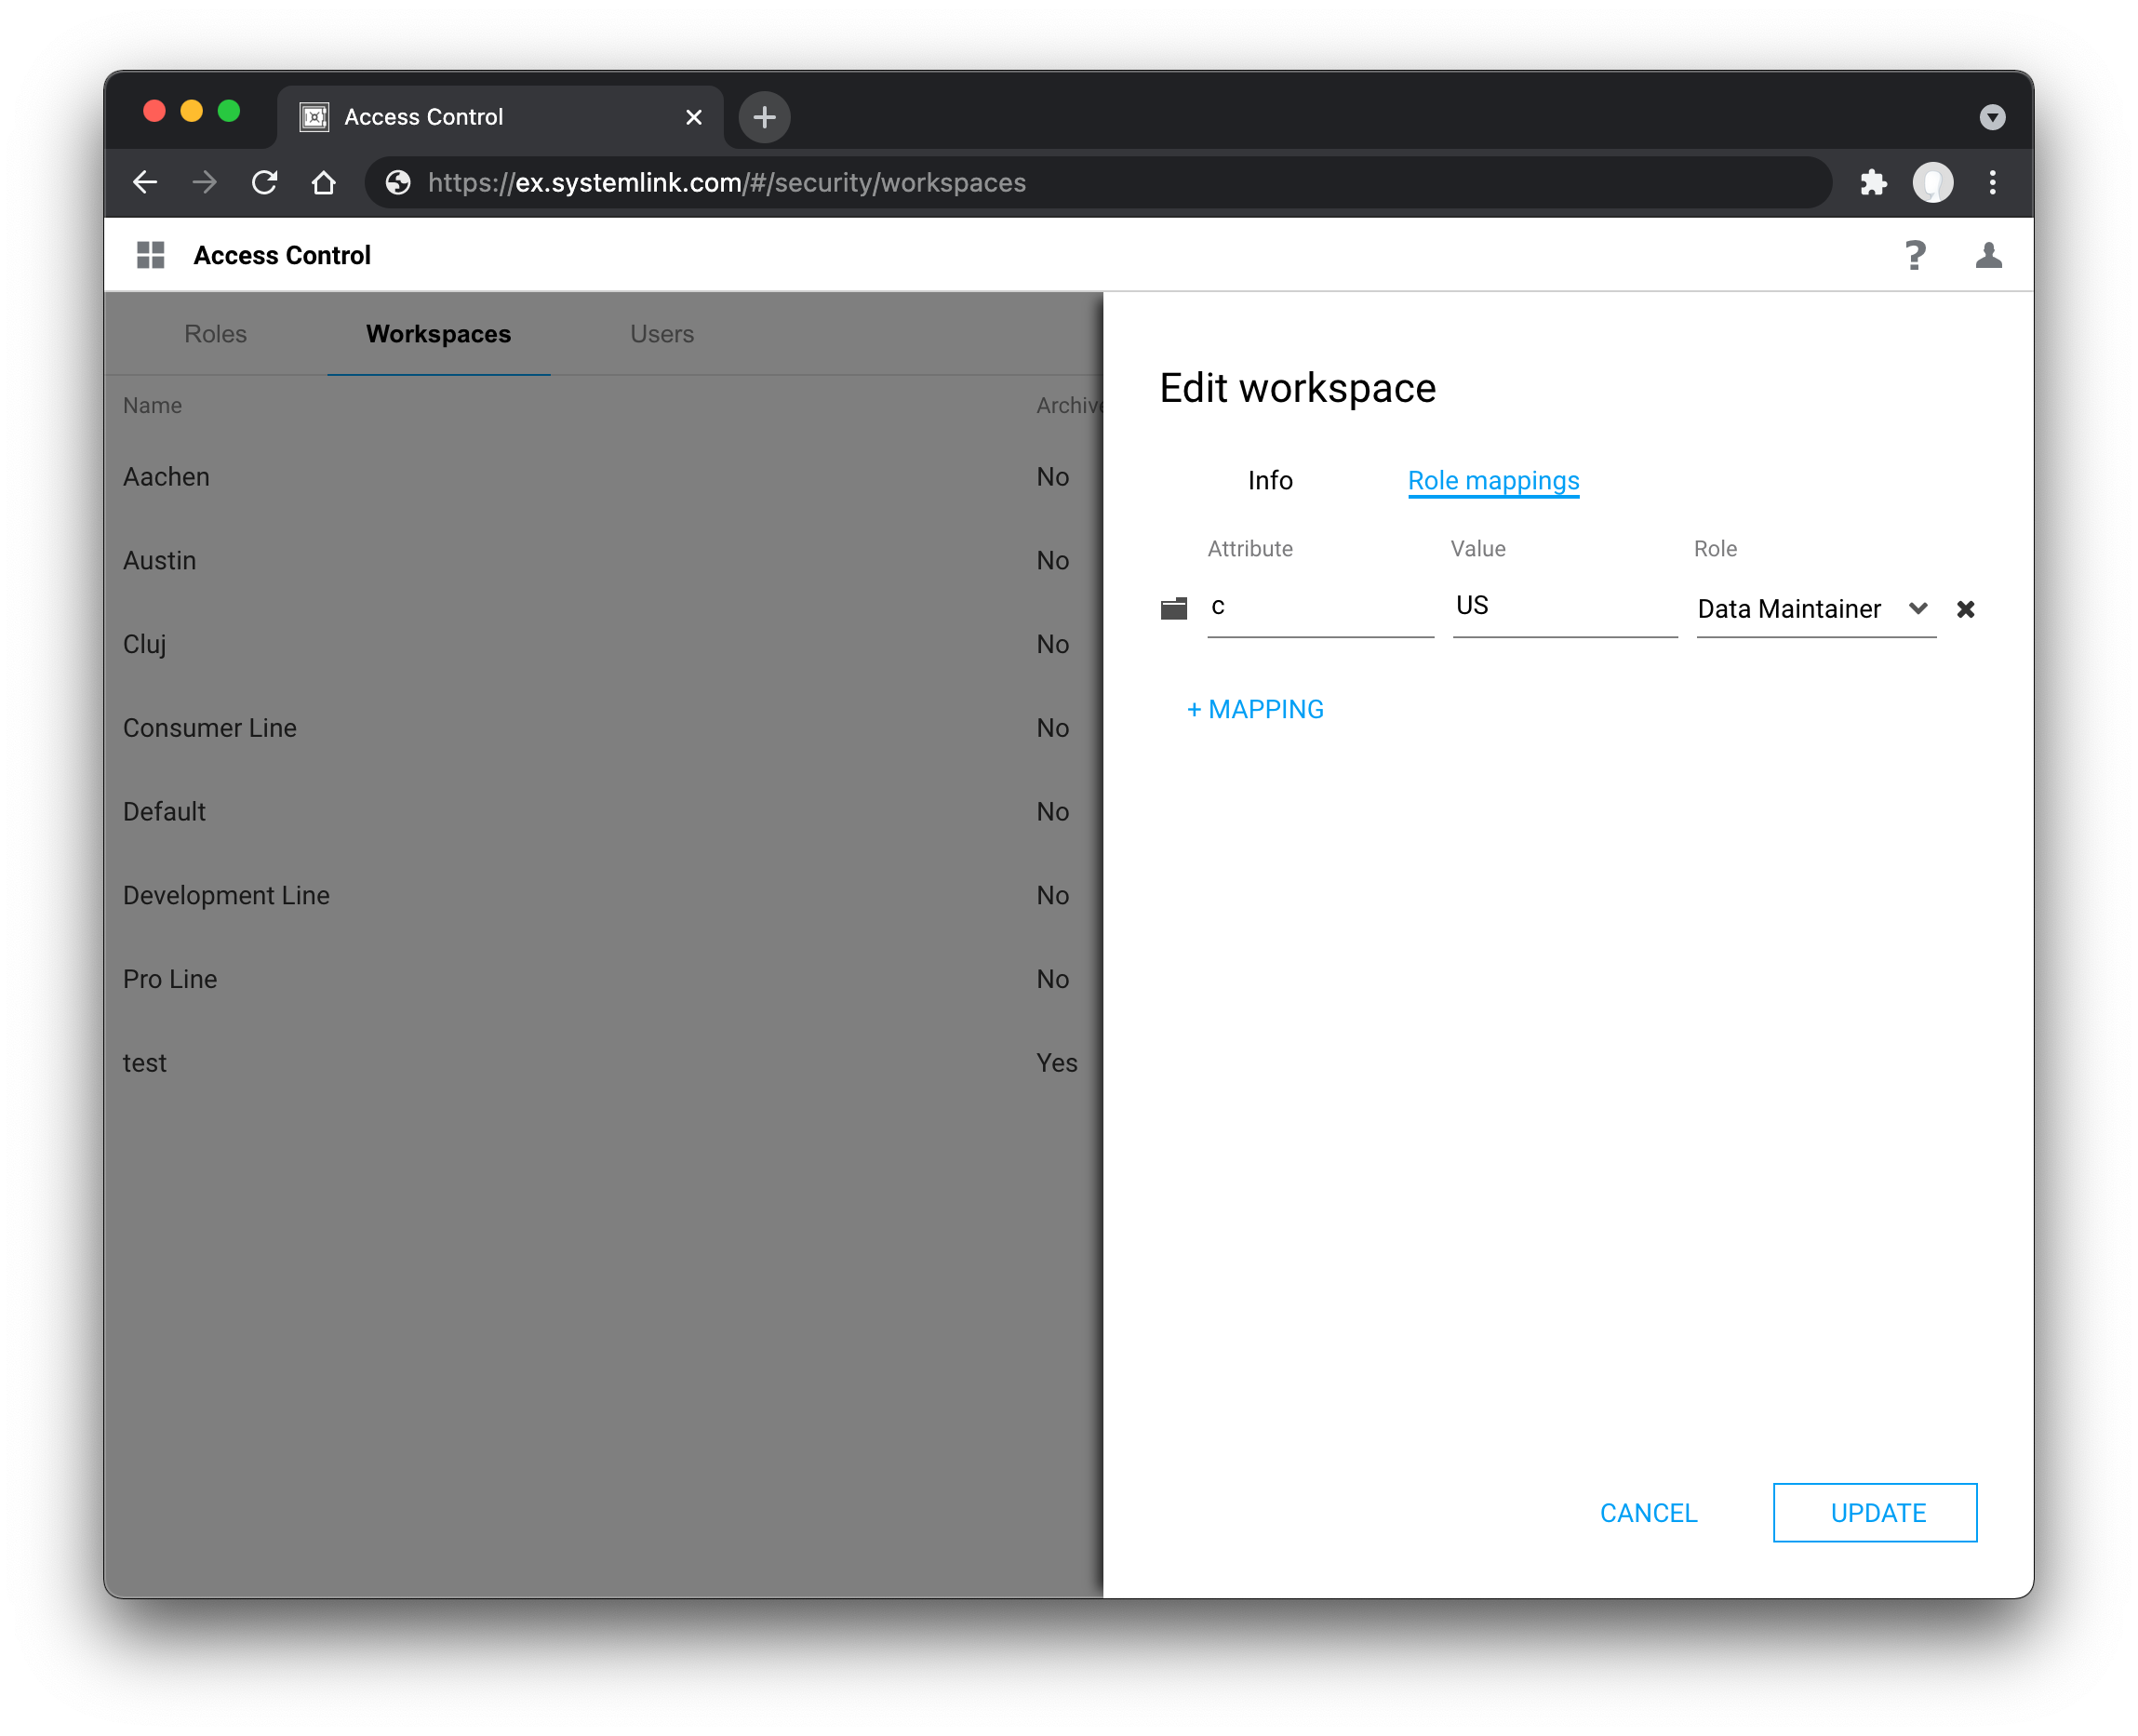 Access Control
https://ex.systemlink.com/#/security/workspaces
Access Control
Roles Workspaces Users
Name Archive
Aachen No
Austin No
Cluj No
Consumer Line No
Default No
Development Line No
Pro Line No
test Yes
Edit workspace
Info Role mappings
Attribute Value Role
c US Data Maintainer
+ MAPPING
CANCEL UPDATE